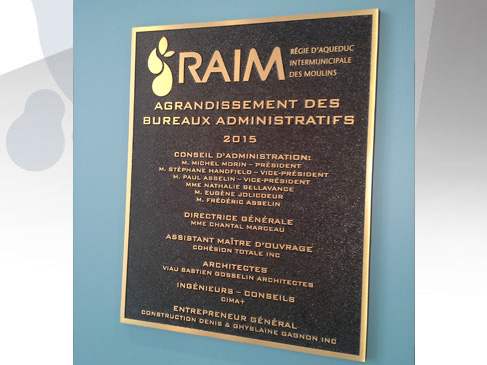 RAIM
RÉGIE D'AQUEDUC
INTERMUNICIPALE
DES MOULINS
AGRANDISSEMENT DES
BUREAUX ADMINISTRATIFS
2015
CONSEIL D'ADMINISTRATION:
M. MICHEL MORIN – PRÉSIDENT
M. STÉPHANE HANDFIELD – VICE-PRÉSIDENT
M. PAUL ASSELIN – VICE-PRÉSIDENT
MME NATHALIE BELLAVANCE
M. EUGÈNE JOLICOEUR
M. FRÉDÉRIC ASSELIN
DIRECTRICE GÉNÉRALE
MME CHANTAL MARCEAU
ASSISTANT MAÎTRE D'OUVRAGE
COHÉSION TOTALE INC
ARCHITECTES
VIAU BASTIEN GOSSELIN ARCHITECTES
INGÉNIEURS – CONSEILS
CIMA+
ENTREPRENEUR GÉNÉRAL
CONSTRUCTION DENIS & GHYSLAINE GAGNON INC